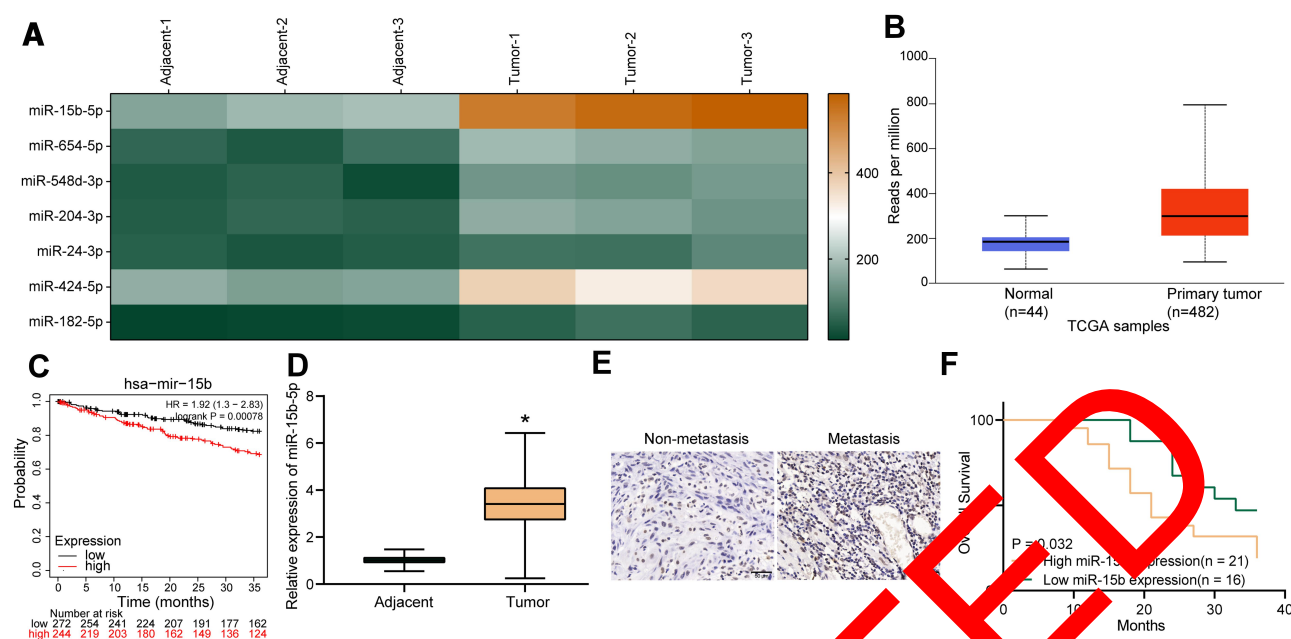 A
Adjacent-1
Adjacent-2
Adjacent-3
Tumor-1
Tumor-2
Tumor-3
miR-15b-5p
miR-654-5p
miR-548d-3p
miR-204-3p
miR-24-3p
miR-424-5p
miR-182-5p
400
200
B
Reads per million
1000
800
600
400
200
0
Normal
(n=44)
Primary tumor
(n=482)
TCGA samples
C
hsa−mir−15b
HR = 1.92 (1.3 − 2.83)
logrank P = 0.00078
Probability
1.0
0.8
0.6
0.4
0.2
0.0
Expression
low
high
0 5 10 15 20 25 30 35
Time (months)
Number at risk
low 272 254 241 224 207 191 177 162
high 244 219 203 180 162 149 136 124
D
Relative expression of miR-15b-5p
8
6
4
2
0
*
Adjacent
Tumor
E
Non-metastasis
Metastasis
F
Survival
100
P = 0.032
High miR-15 expression(n = 21)
Low miR-15b expression(n = 16)
0 10 30 40
Months